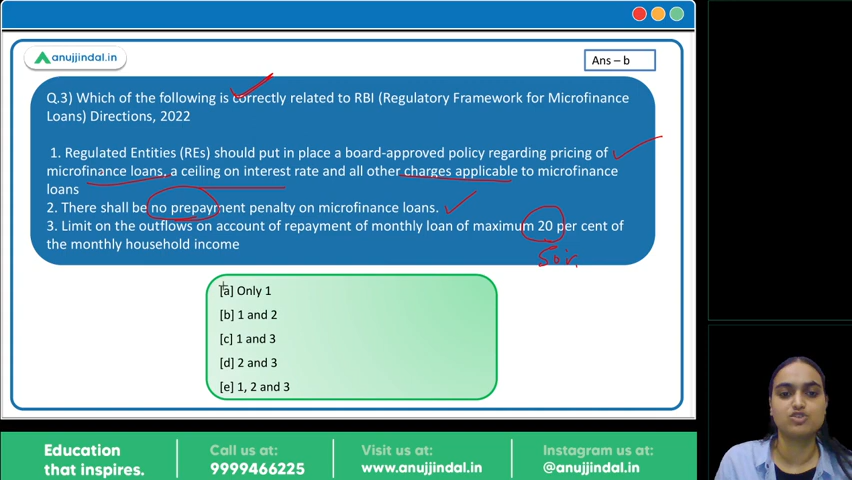 anujjindal.in
Ans – b
Q.3) Which of the following is correctly related to RBI (Regulatory Framework for Microfinance
Loans) Directions, 2022
1. Regulated Entities (REs) should put in place a board-approved policy regarding pricing of
microfinance loans, a ceiling on interest rate and all other charges applicable to microfinance
loans
2. There shall be no prepayment penalty on microfinance loans.
3. Limit on the outflows on account of repayment of monthly loan of maximum 20 per cent of
the monthly household income
[a] Only 1
[b] 1 and 2
[c] 1 and 3
[d] 2 and 3
[e] 1, 2 and 3
Education
that inspires.
Call us at:
9999466225
Visit us at:
www.anujjindal.in
Instagram us at:
@anujjindal.in